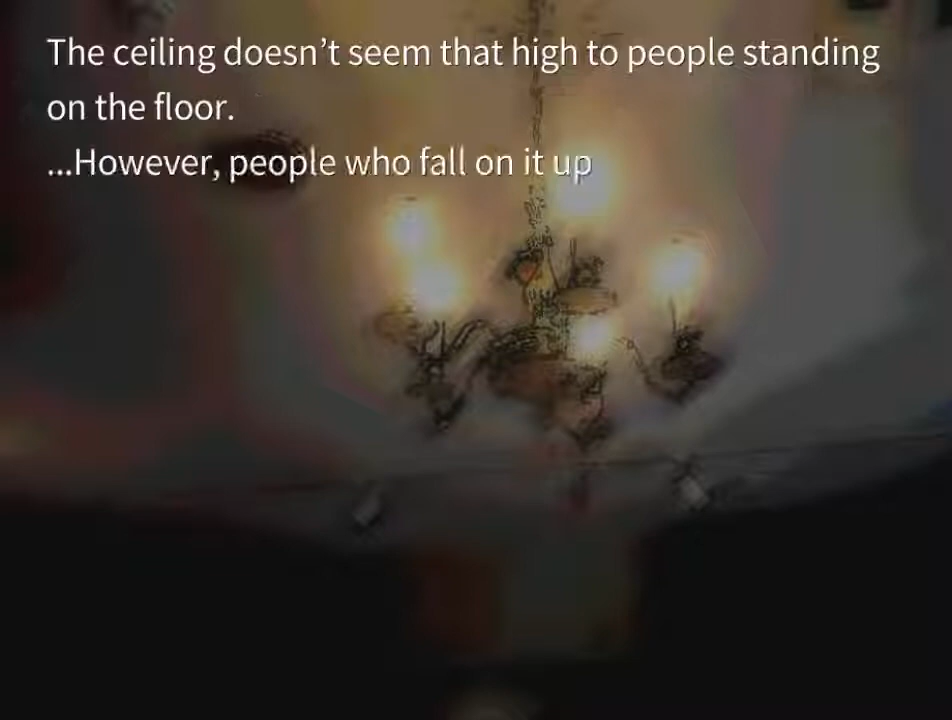 The ceiling doesn’t seem that high to people standing
on the floor.
...However, people who fall on it up